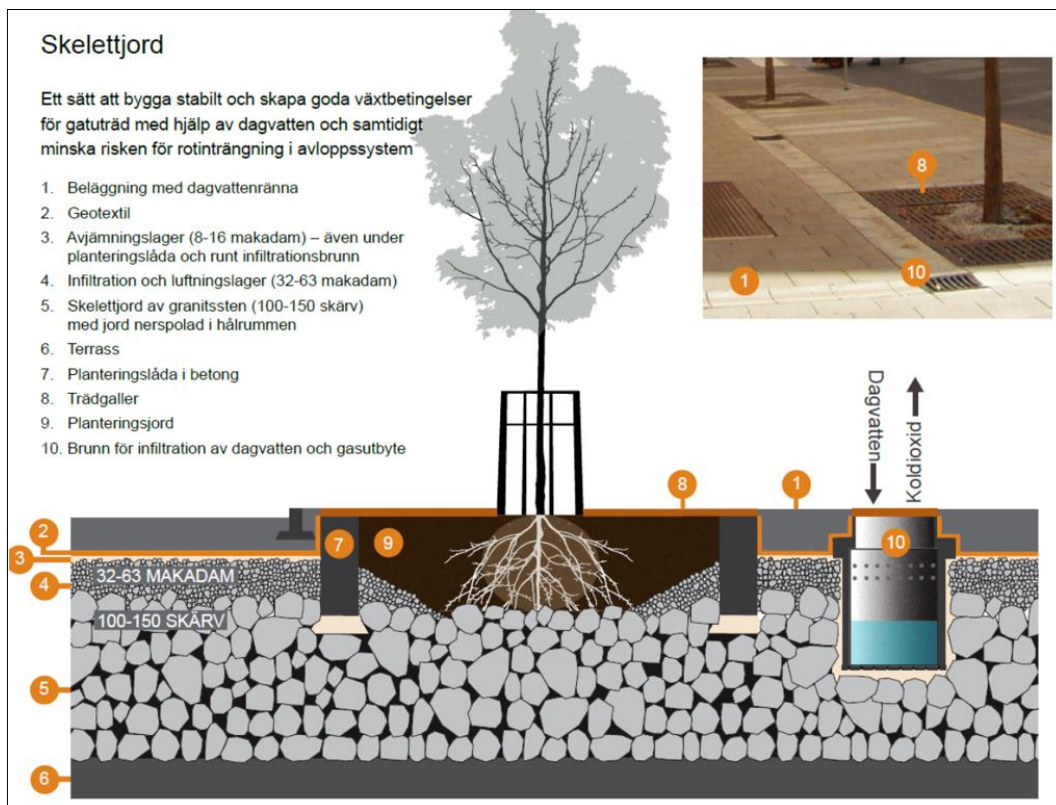 Skelettjord
Ett sätt att bygga stabilt och skapa goda växtbetingelser
för gatuträd med hjälp av dagvatten och samtidigt
minska risken för rotinträngning i avloppssystem
1. Beläggning med dagvattenränna
2. Geotextil
3. Avjämningslager (8-16 makadam) – även under
planteringslåda och runt infiltrationsbrunn
4. Infiltration och luftningslager (32-63 makadam)
5. Skelettjord av granitssten (100-150 skärv)
med jord nerspolad i hålrummen
6. Terrass
7. Planteringslåda i betong
8. Trädgaller
9. Planteringsjord
10. Brunn för infiltration av dagvatten och gasutbyte
8
10
1
Dagvatten
Koldioxid
8
1
2
7
9
10
3
4
32-63 MAKADAM
100-150 SKÄRV
5
6